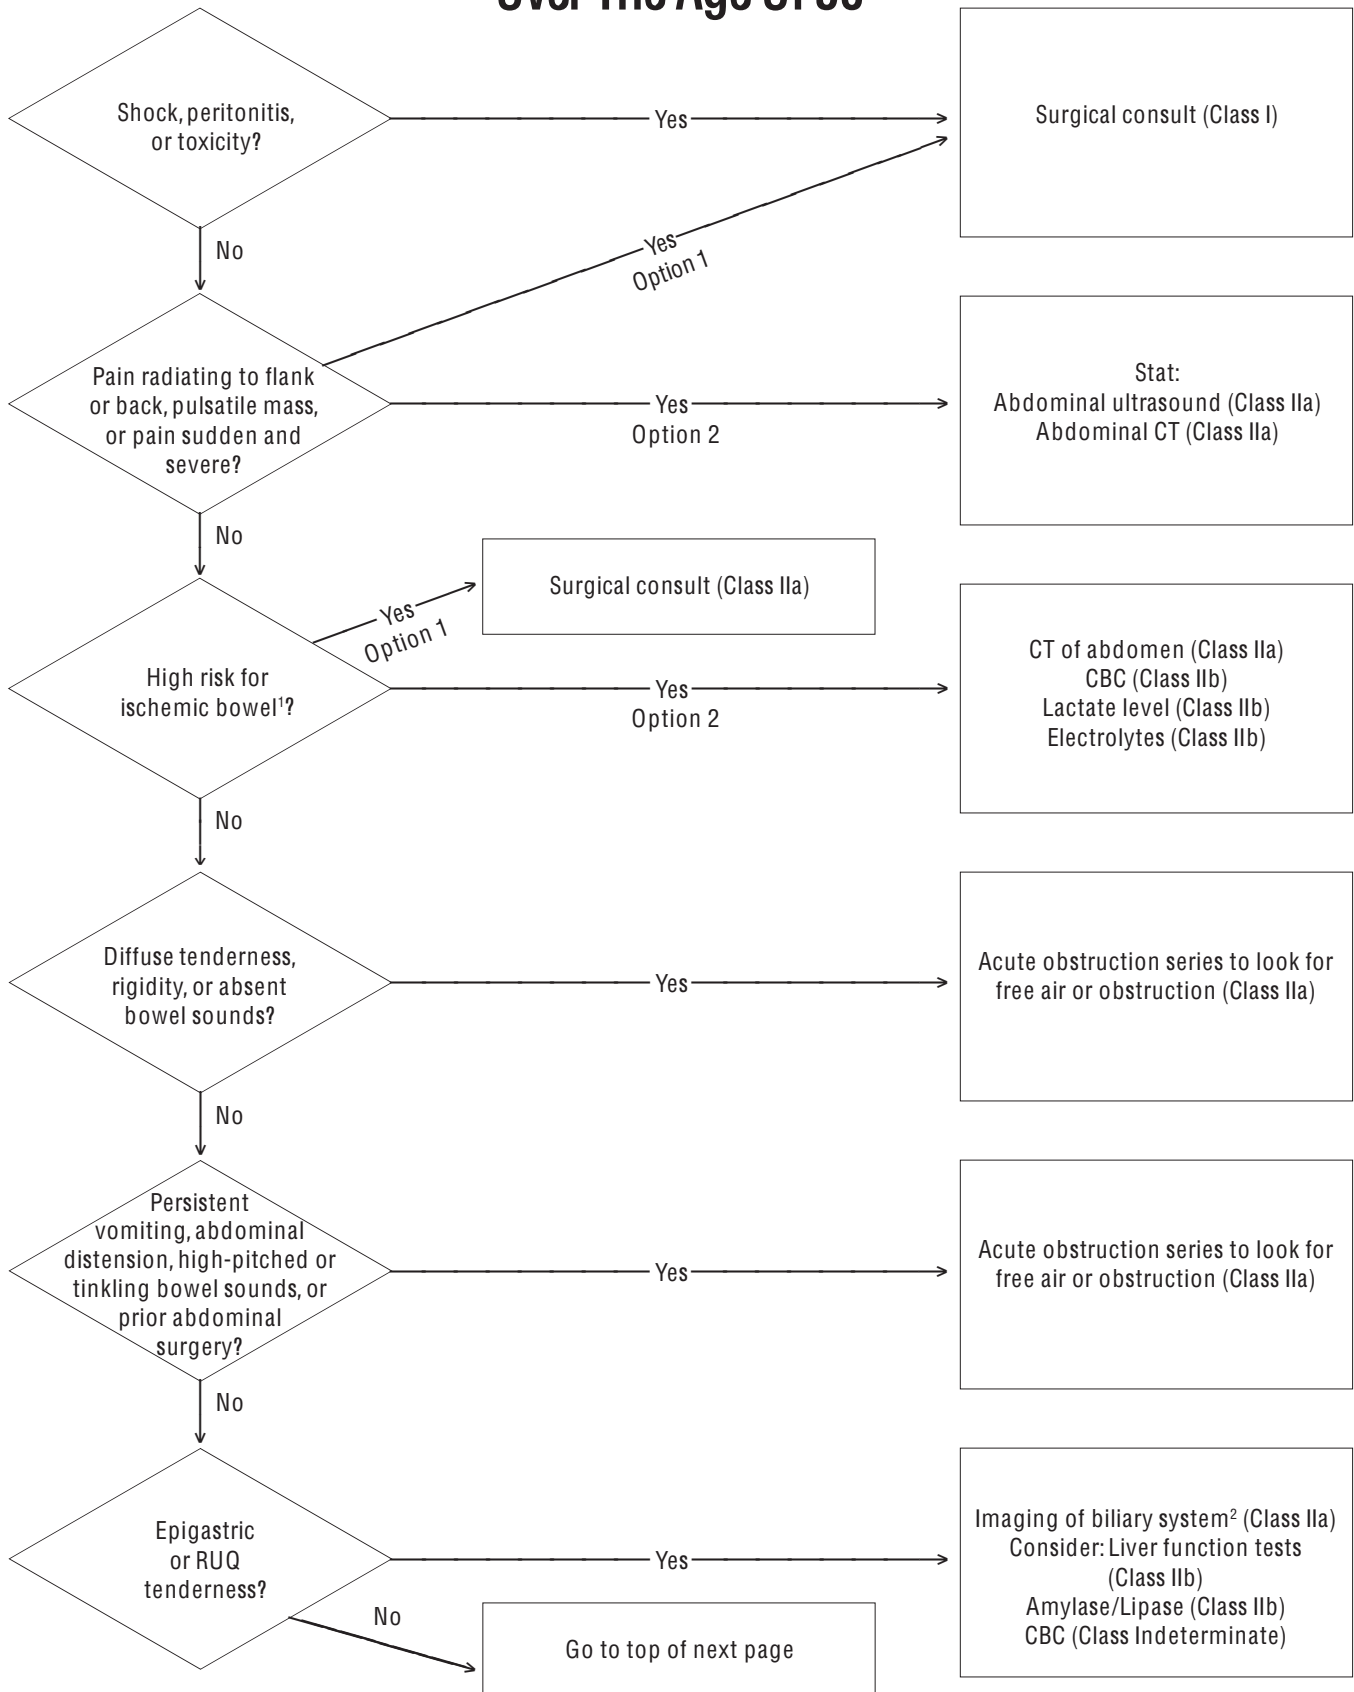 Shock, peritonitis,
or toxicity?
Yes
Surgical consult (Class I)
No
Yes
Option 1
Pain radiating to flank
or back, pulsatile mass,
or pain sudden and
severe?
Yes
Option 2
Stat:
Abdominal ultrasound (Class IIa)
Abdominal CT (Class IIa)
No
Yes
Option 1
Surgical consult (Class IIa)
High risk for
ischemic bowel¹?
Yes
Option 2
CT of abdomen (Class IIa)
CBC (Class IIb)
Lactate level (Class IIb)
Electrolytes (Class IIb)
No
Diffuse tenderness,
rigidity, or absent
bowel sounds?
Yes
Acute obstruction series to look for
free air or obstruction (Class IIa)
No
Persistent
vomiting, abdominal
distension, high-pitched or
tinkling bowel sounds, or
prior abdominal
surgery?
Yes
Acute obstruction series to look for
free air or obstruction (Class IIa)
No
Epigastric
or RUQ
tenderness?
Yes
Imaging of biliary system² (Class IIa)
Consider: Liver function tests
(Class IIb)
Amylase/Lipase (Class IIb)
CBC (Class Indeterminate)
No
Go to top of next page